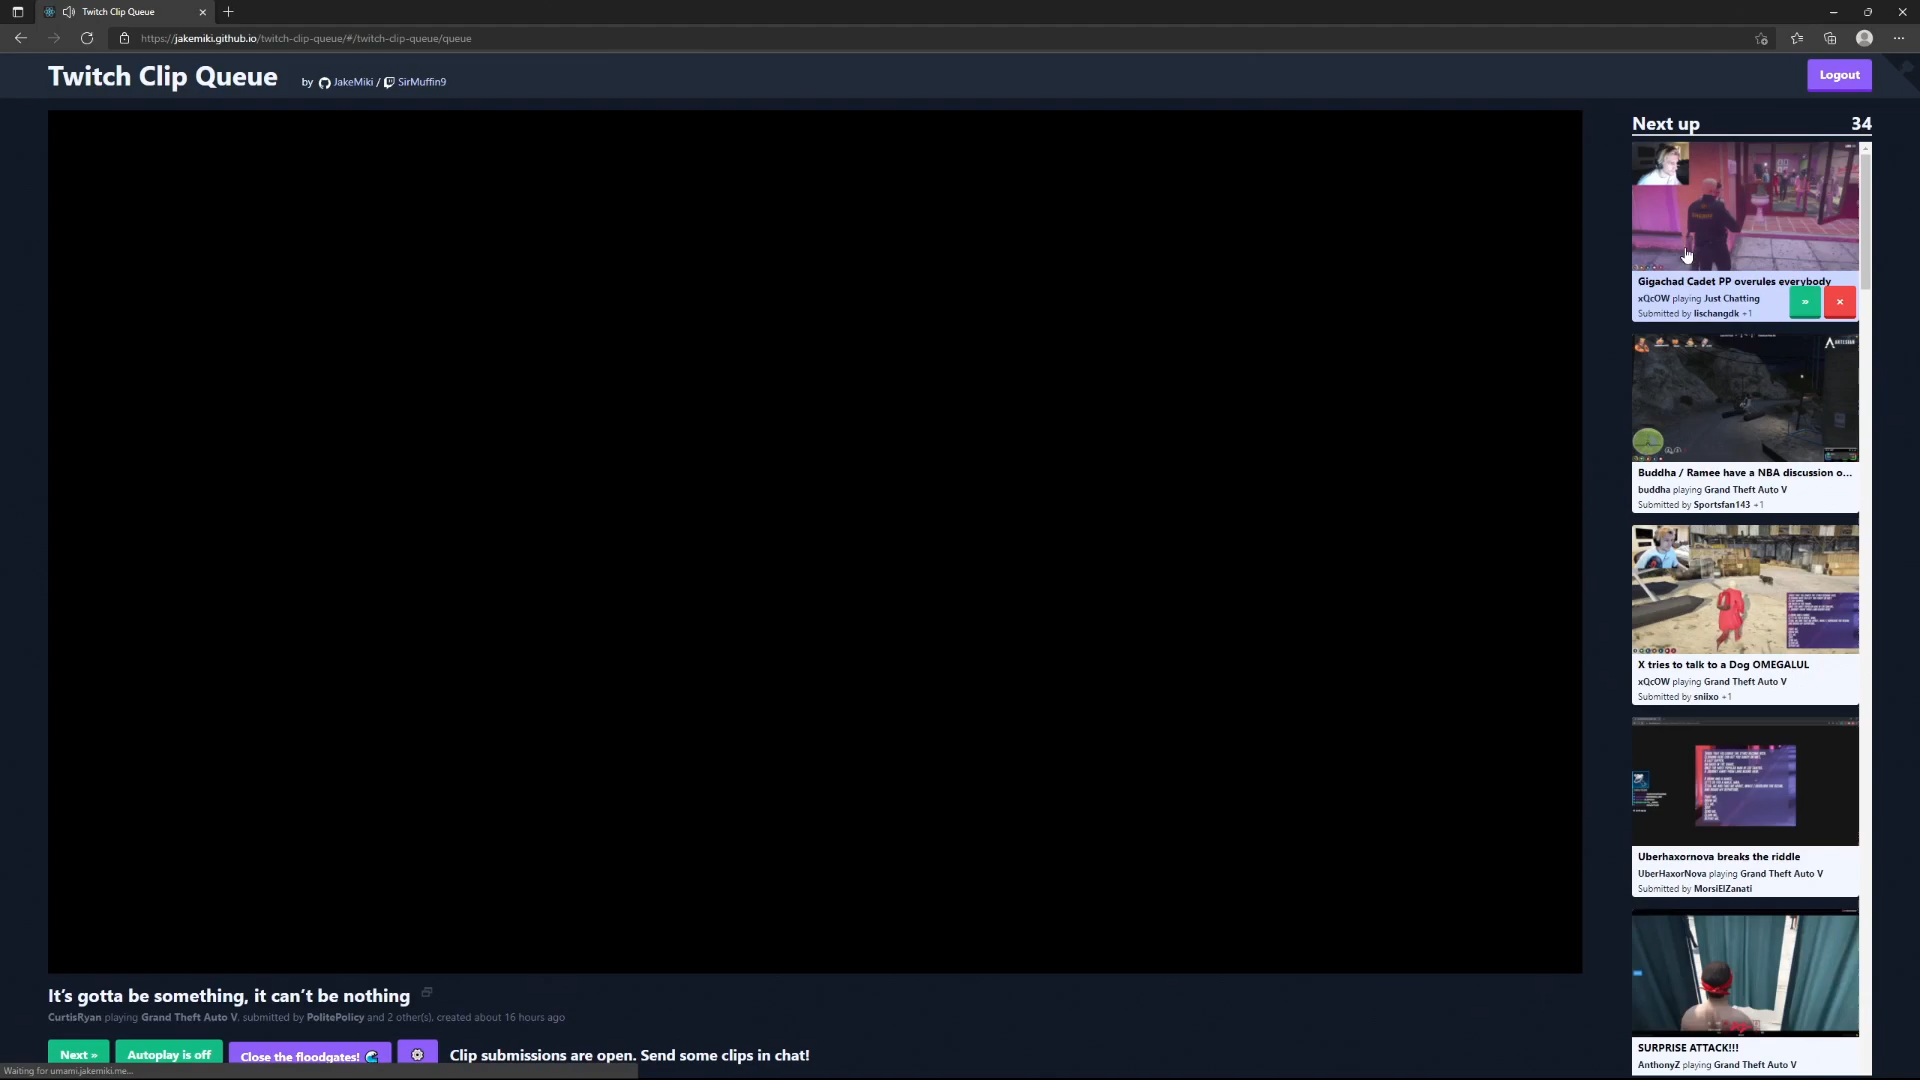 Twitch Clip Queue
https://jakemiki.github.io/twitch-clip-queue/#/twitch-clip-queue/queue
Twitch Clip Queue
by JakeMiki / SirMuffin9
Logout
Next up
34
Gigachad Cadet PP overules everybody
xQcOW playing Just Chatting
Submitted by lischangdk +1
»
×
Buddha / Ramee have a NBA discussion o...
buddha playing Grand Theft Auto V
Submitted by Sportsfan143 +1
X tries to talk to a Dog OMEGALUL
xQcOW playing Grand Theft Auto V
Submitted by sniixo +1
Uberhaxornova breaks the riddle
UberHaxorNova playing Grand Theft Auto V
Submitted by MorsiElZanati
SURPRISE ATTACK!!!
AnthonyZ playing Grand Theft Auto V
It’s gotta be something, it can’t be nothing
CurtisRyan playing Grand Theft Auto V, submitted by PolitePolicy and 2 other(s), created about 16 hours ago
Next »
Autoplay is off
Close the floodgates!
Clip submissions are open. Send some clips in chat!
Waiting for umami.jakemiki.me...